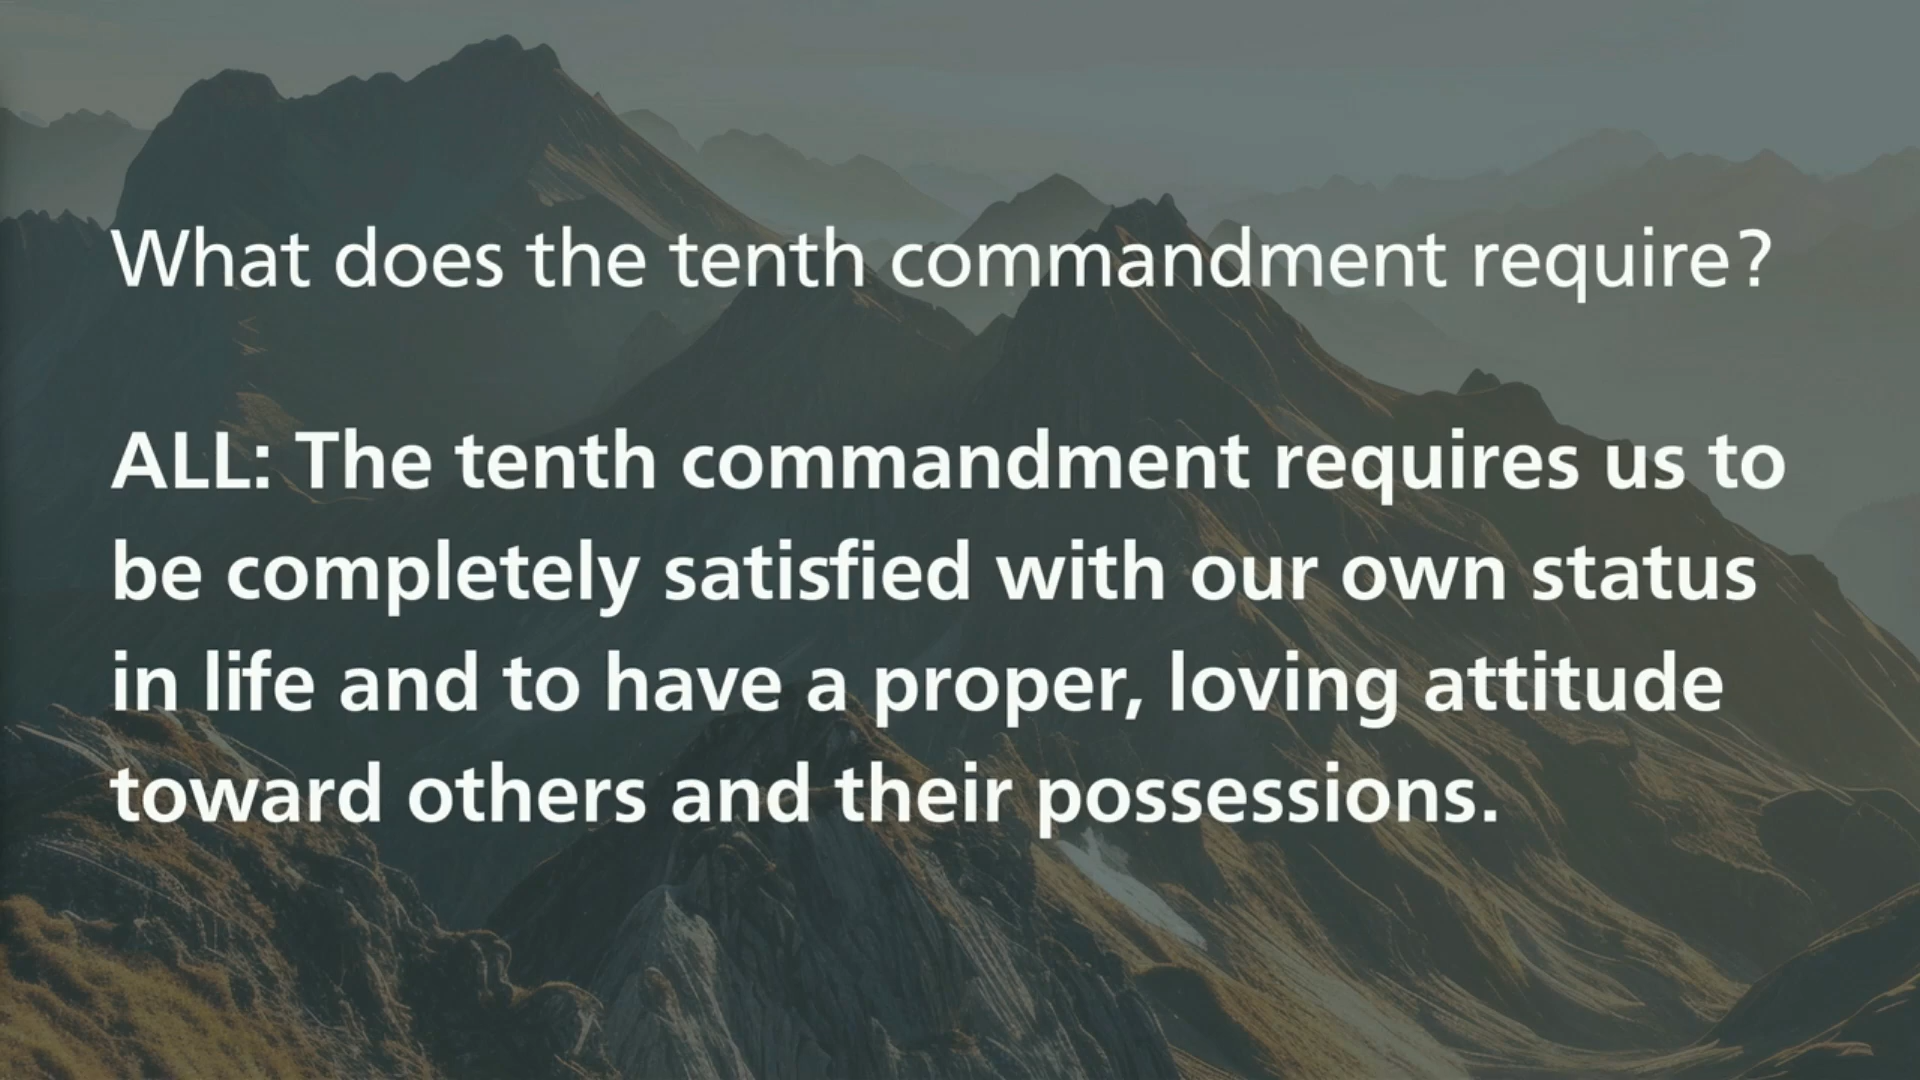 What does the tenth commandment require?
ALL: The tenth commandment requires us to
be completely satisfied with our own status
in life and to have a proper, loving attitude
toward others and their possessions.